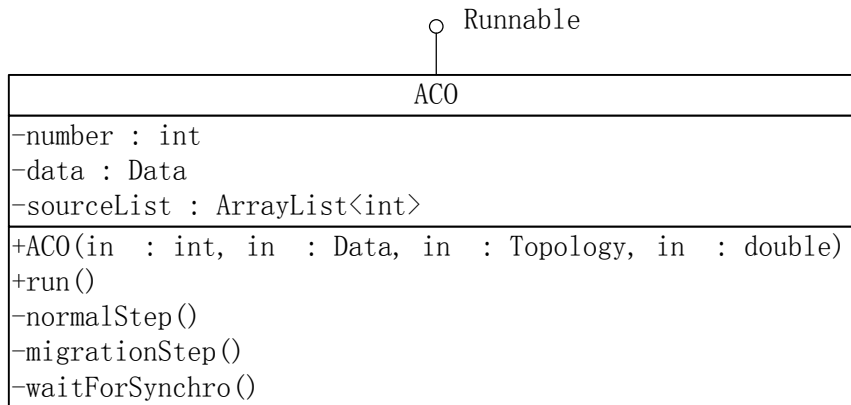 Runnable
ACO
-number : int
-data : Data
-sourceList : ArrayList<int>
+ACO(in  : int, in  : Data, in  : Topology, in  : double)
+run()
-normalStep()
-migrationStep()
-waitForSynchro()